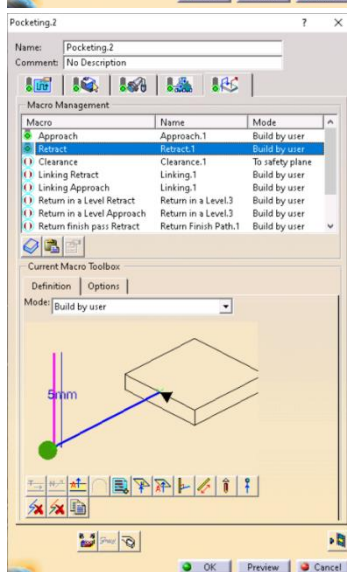 Pocketing.2 ? ×
Name: Pocketing.2
Comment: No Description
Macro Management
Macro Name Mode
Approach Approach.1 Build by user
Retract Retract.1 Build by user
Clearance Clearance.1 To safety plane
Linking Retract Linking.1 Build by user
Linking Approach Linking.1 Build by user
Return in a Level Retract Return in a Level.3 Build by user
Return in a Level Approach Return in a Level.3 Build by user
Return finish pass Retract Return Finish Path.1 Build by user
Current Macro Toolbox
Definition Options
Mode: Build by user
5mm
OK Preview Cancel